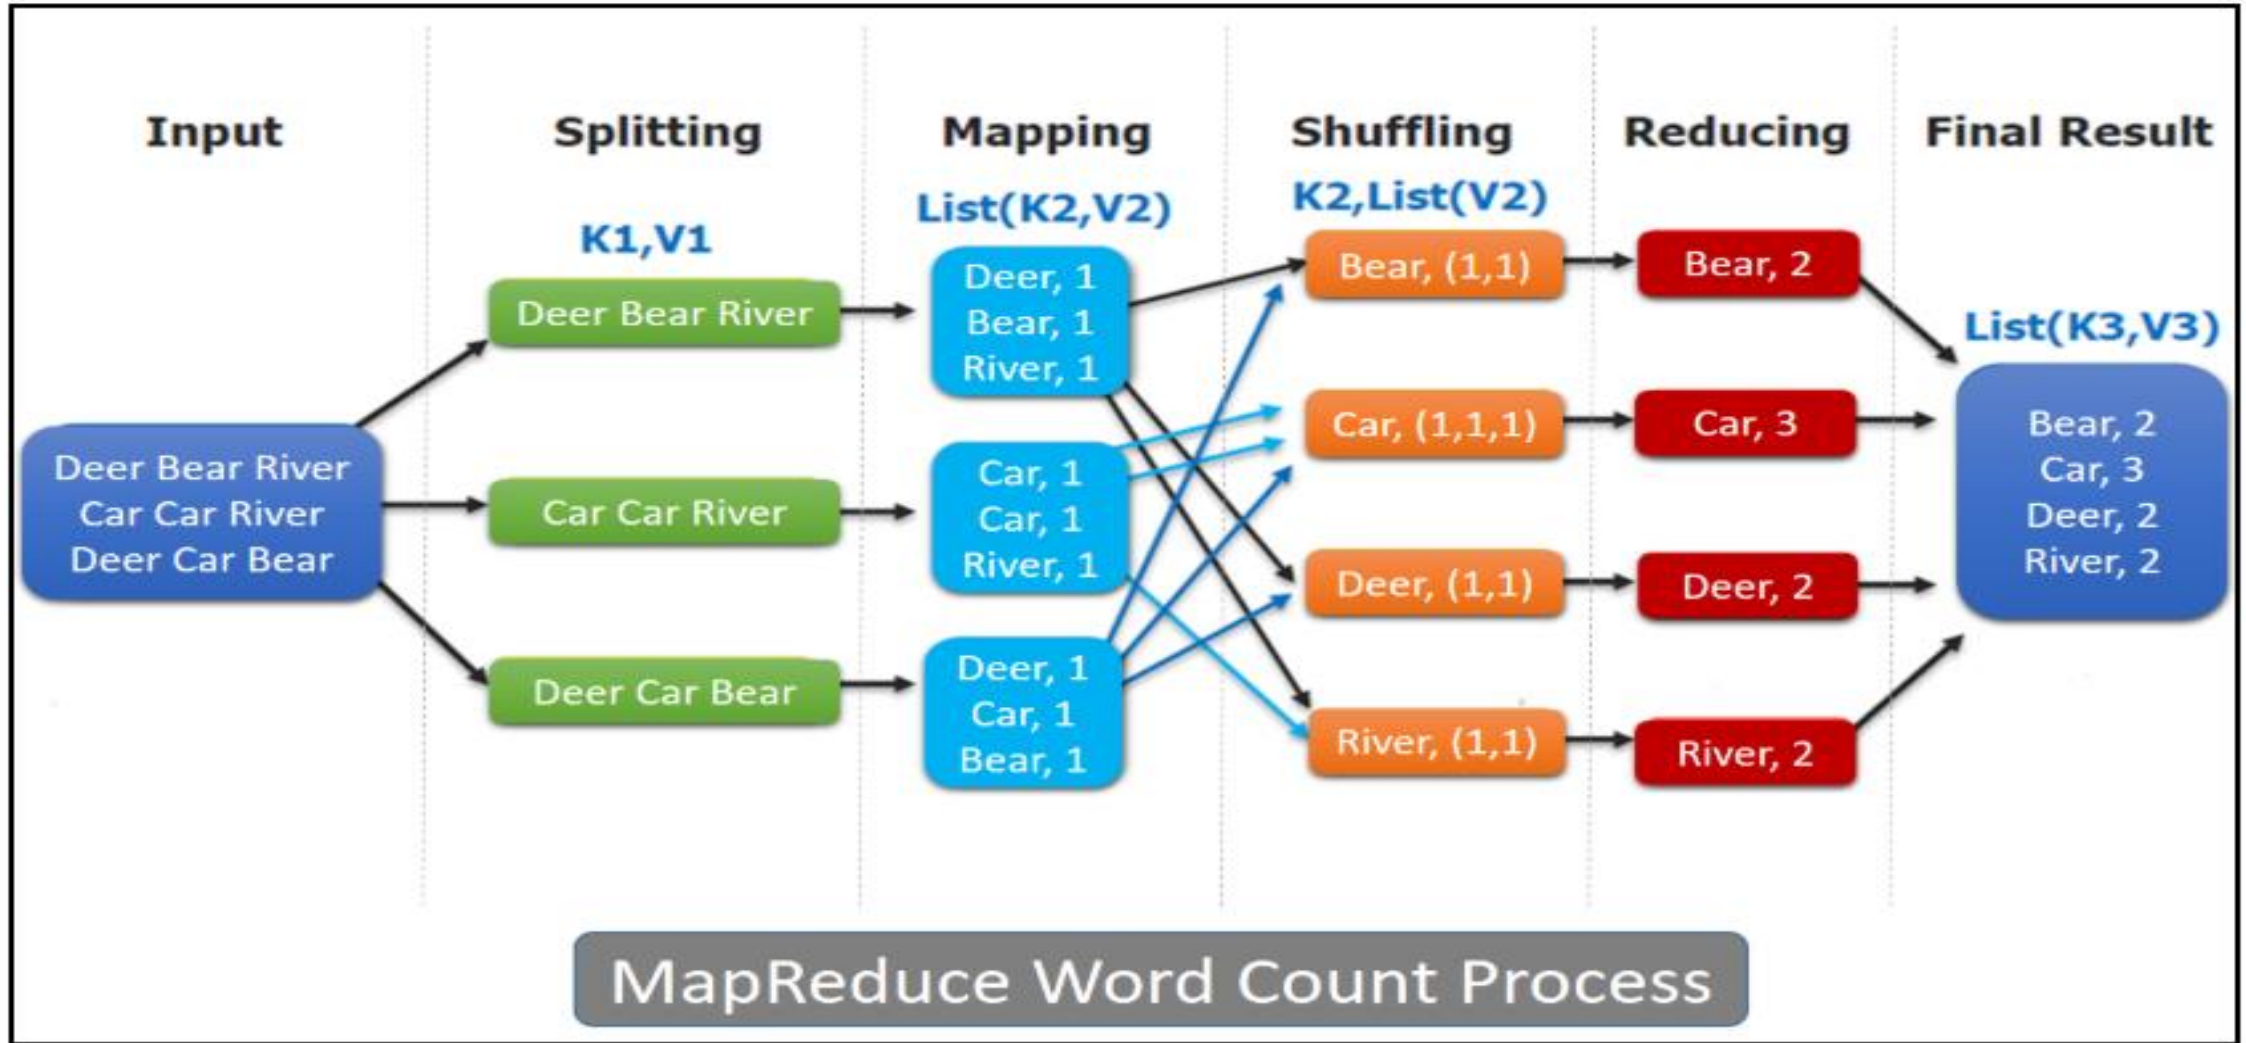 Input
Splitting
Mapping
Shuffling
Reducing
Final Result
K1,V1
List(K2,V2)
K2,List(V2)
List(K3,V3)
Deer Bear River
Car Car River
Deer Car Bear
Deer Bear River
Car Car River
Deer Car Bear
Deer, 1
Bear, 1
River, 1
Car, 1
Car, 1
River, 1
Deer, 1
Car, 1
Bear, 1
Bear, (1,1)
Car, (1,1,1)
Deer, (1,1)
River, (1,1)
Bear, 2
Car, 3
Deer, 2
River, 2
Bear, 2
Car, 3
Deer, 2
River, 2
MapReduce Word Count Process